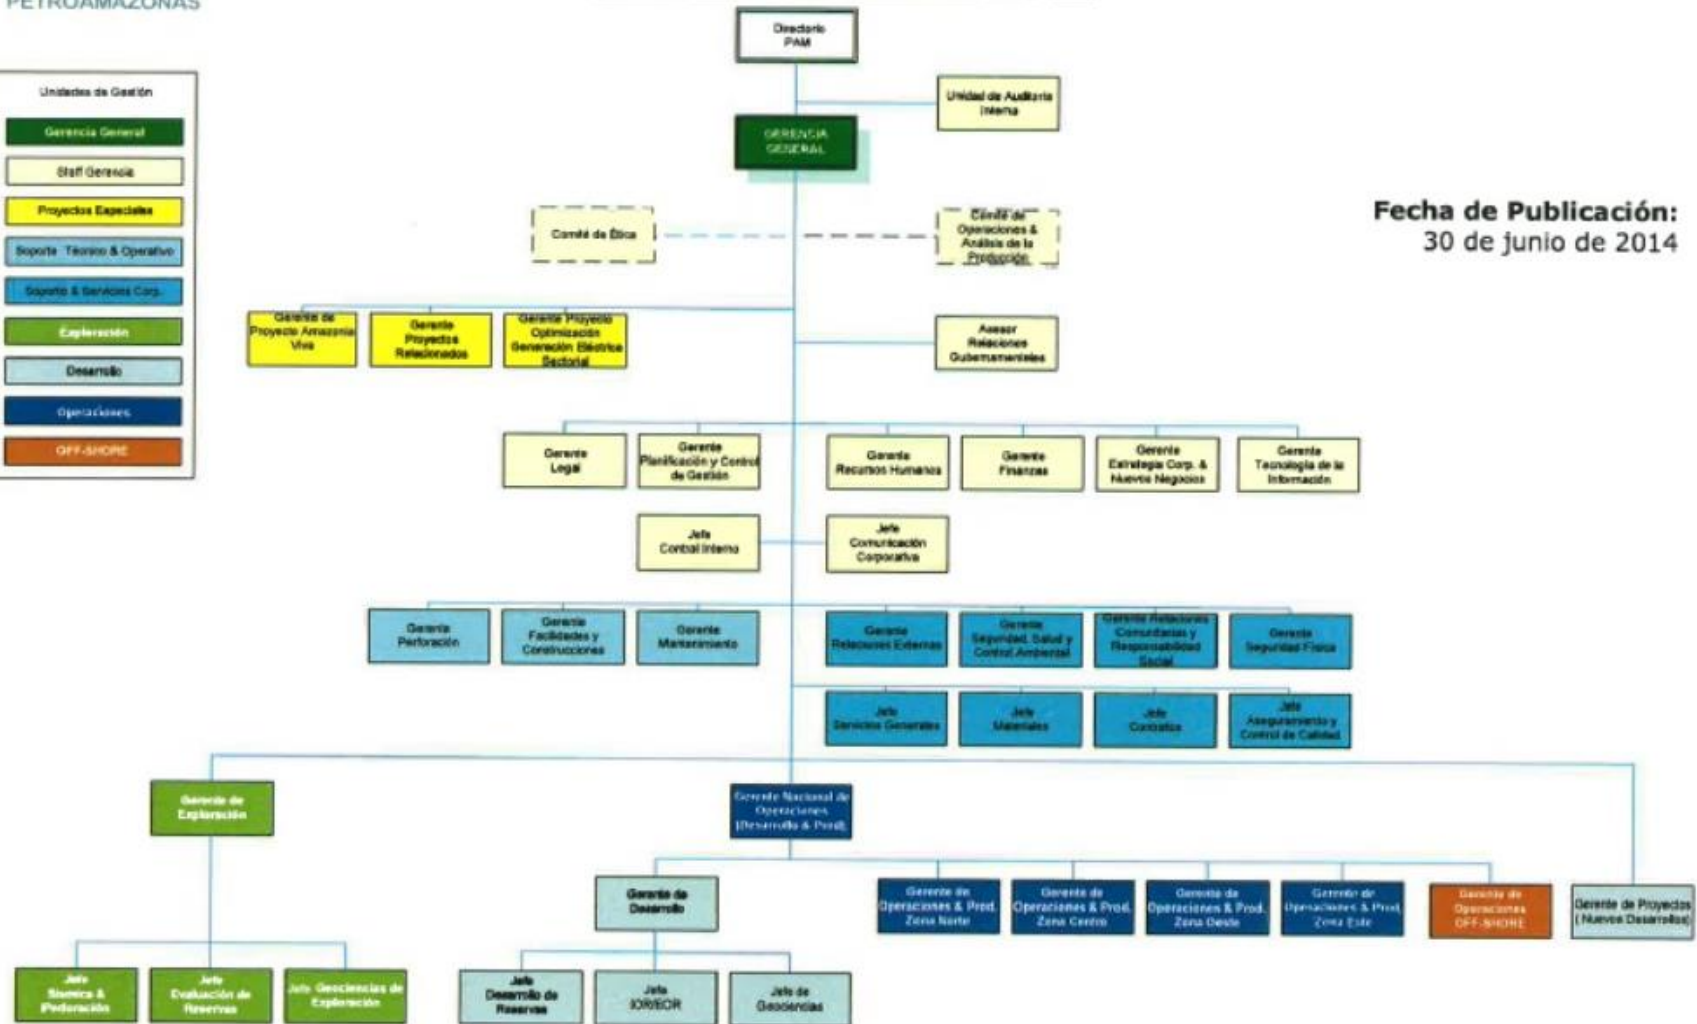 PETROAMAZONAS
Directorio
PAM
Unidad de Auditoria
Interna
GERENCIA
GENERAL
Unidades de Gestión
Gerencia General
Staff Gerencia
Proyectos Especiales
Soporte Técnico & Operativo
Soporte & Servicios Corp.
Exploración
Desarrollo
Operaciones
OFF-SHORE
Fecha de Publicación:
30 de junio de 2014
Comité de Ética
Comité de
Operaciones &
Análisis de la
Producción
Gerente de
Proyecto Amazonía
Viva
Gerente
Proyectos
Relacionados
Gerente Proyecto
Optimización
Generación Eléctrica
Sectorial
Asesor
Relaciones
Gubernamentales
Gerente
Legal
Gerente
Planificación y Control
de Gestión
Gerente
Recursos Humanos
Gerente
Finanzas
Gerente
Estrategia Corp. &
Nuevos Negocios
Gerente
Tecnología de la
Información
Jefe
Control Interno
Jefe
Comunicación
Corporativa
Gerente
Perforación
Gerente
Facilidades y
Construcciones
Gerente
Mantenimiento
Gerente
Relaciones Externas
Gerente
Seguridad, Salud y
Control Ambiental
Gerente Relaciones
Comunitarias y
Responsabilidad
Social
Gerente
Seguridad Física
Jefe
Servicios Generales
Jefe
Materiales
Jefe
Contratos
Jefe
Aseguramiento y
Control de Calidad
Gerente de
Exploración
Gerente Nacional de
Operaciones
(Desarrollo & Prod)
Gerente de
Desarrollo
Gerente de
Operaciones & Prod.
Zona Norte
Gerente de
Operaciones & Prod.
Zona Centro
Gerente de
Operaciones & Prod.
Zona Oeste
Gerente de
Operaciones & Prod.
Zona Este
Gerente de
Operaciones
OFF-SHORE
Gerente de Proyectos
(Nuevos Desarrollos)
Jefe
Sísmica &
Perforación
Jefe
Evaluación de
Reservas
Jefe Geociencias de
Exploración
Jefe
Desarrollo de
Reservas
Jefe
IOR/EOR
Jefe de
Geociencias